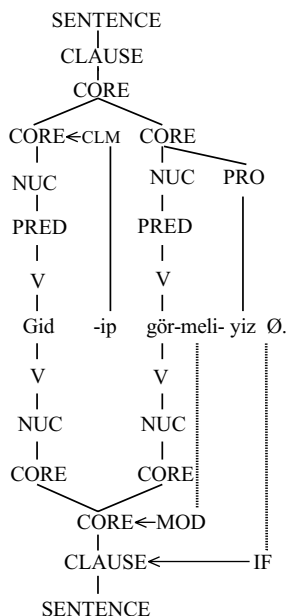 SENTENCE
CLAUSE
CORE
CORE CLM CORE
NUC NUC PRO
PRED PRED
V V
Gid -ip gör-meli- yiz Ø.
V V
NUC NUC
CORE CORE
CORE MOD
CLAUSE IF
SENTENCE